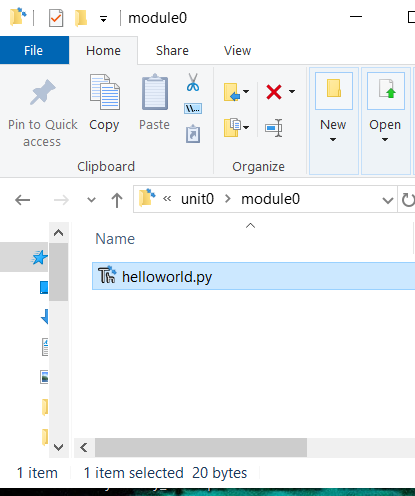 module0
File Home Share View
Pin to Quick access
Copy
Paste
New
Open
Clipboard
Organize
« unit0 > module0
Name
helloworld.py
1 item 1 item selected 20 bytes